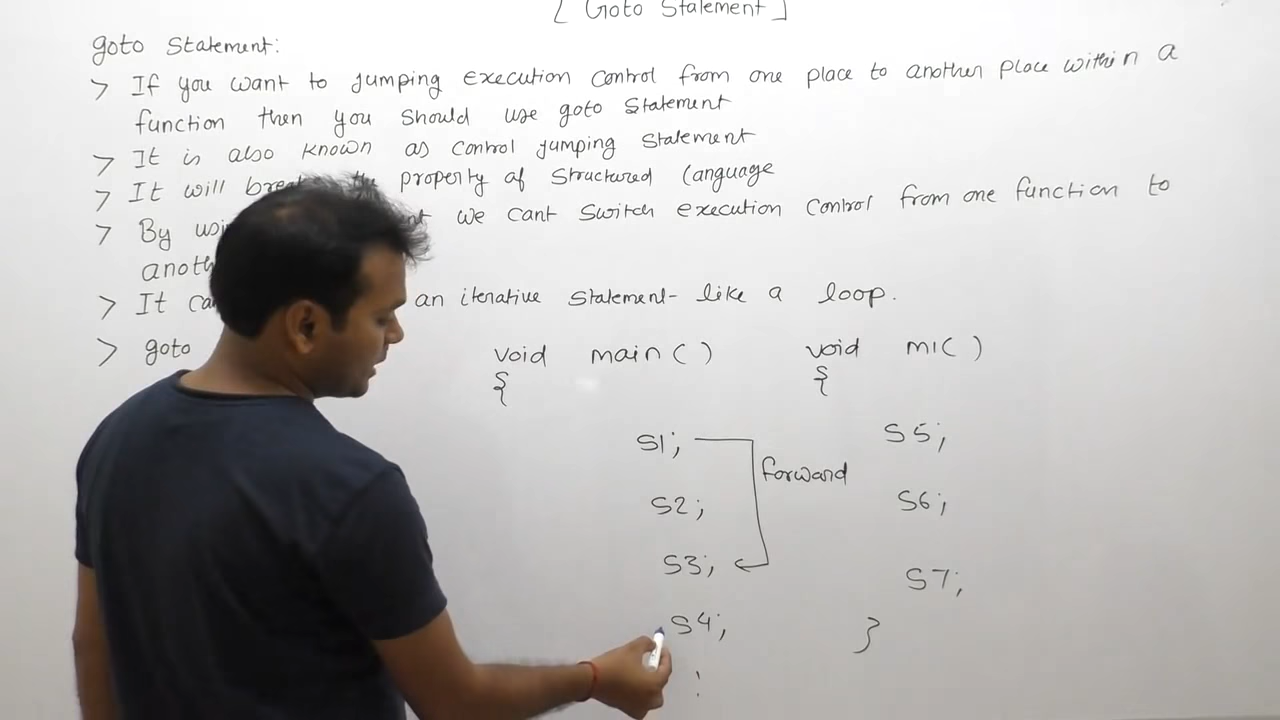 [ Goto Statement ]
goto Statement:
> If you want to Jumping execution control from one place to another place within a
function then you should use goto Statement
> It is also known as control jumping statement
> It will the property of Structured Language
> By we cant switch execution control from one function to
> It an iterative statement- like a loop.
> goto
void main( ) void m1( )
{ {
S1; S5;
forward
S2; S6;
S3; S7;
S4; }
: